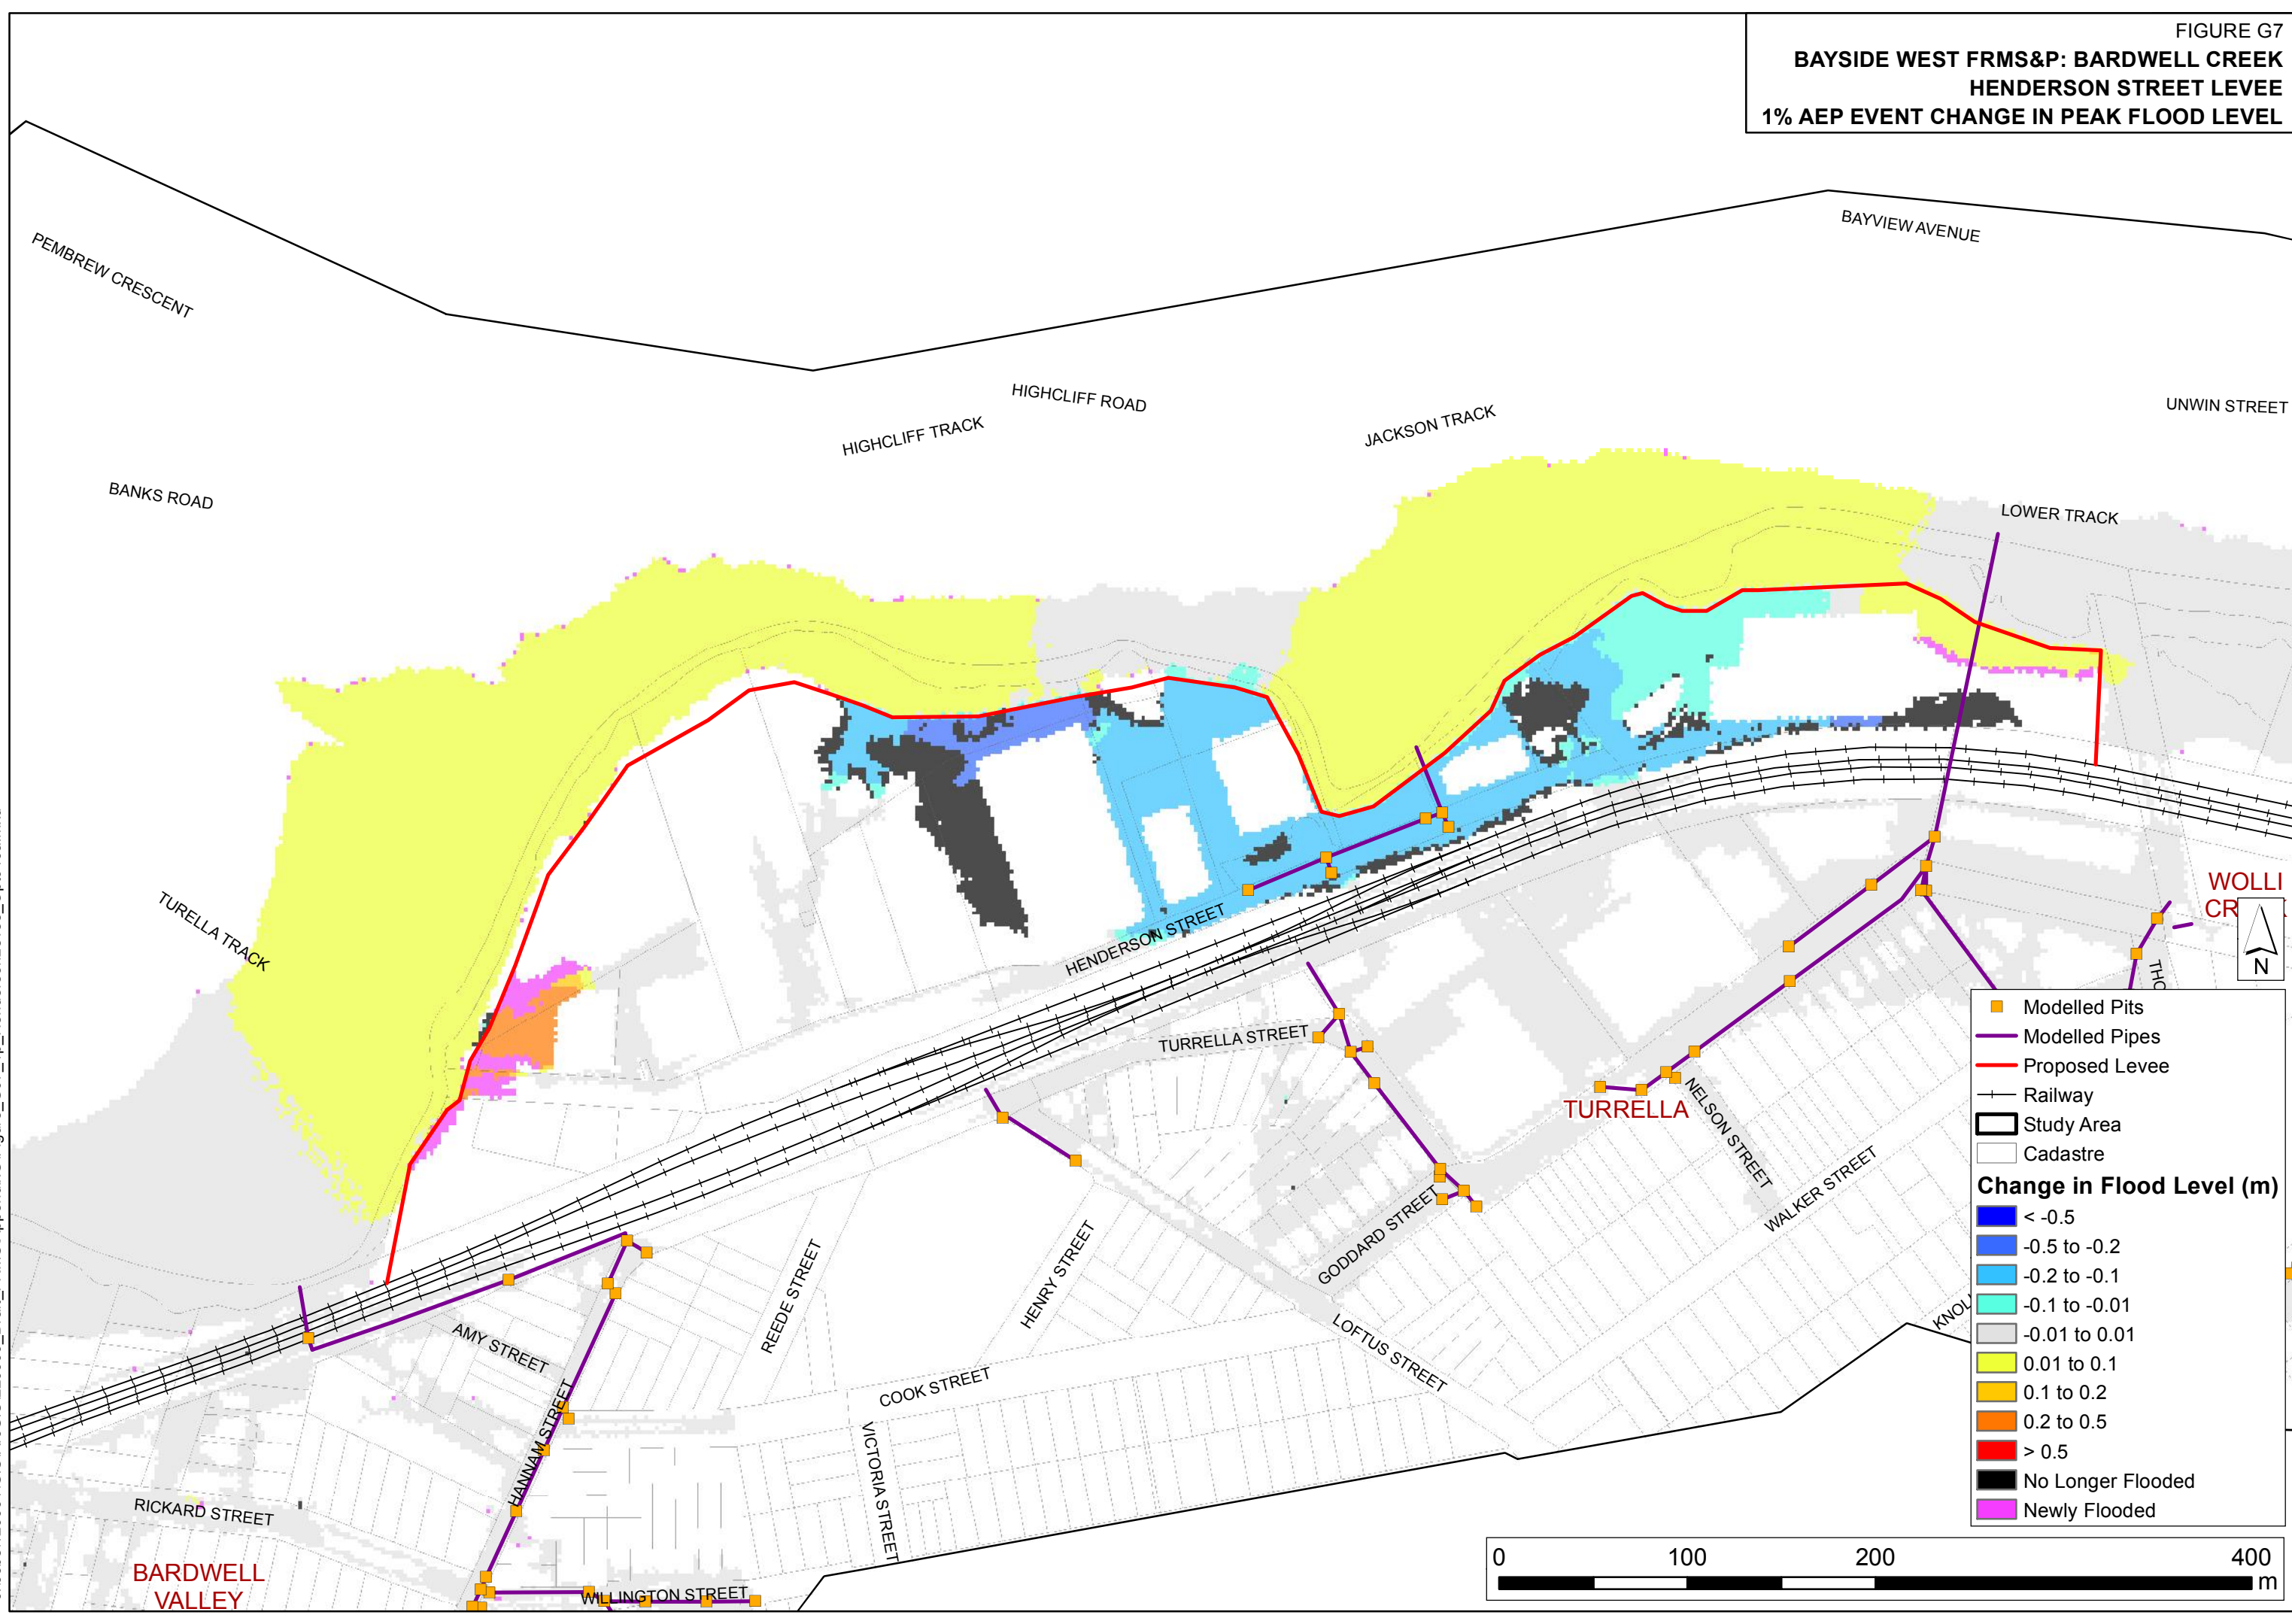 FIGURE G7
BAYSIDE WEST FRMS&P: BARDWELL CREEK
HENDERSON STREET LEVEE
1% AEP EVENT CHANGE IN PEAK FLOOD LEVEL
BAYVIEW AVENUE
PEMBREW CRESCENT
HIGHCLIFF ROAD
UNWIN STREET
HIGHCLIFF TRACK
JACKSON TRACK
BANKS ROAD
LOWER TRACK
TURELLA TRACK
HENDERSON STREET
WOLLI
CR
N
THO
TURRELLA STREET
TURRELLA
NELSON STREET
WALKER STREET
GODDARD STREET
HENRY STREET
REEDE STREET
LOFTUS STREET
KNOLL
AMY STREET
COOK STREET
HANNAM STREET
VICTORIA STREET
RICKARD STREET
BARDWELL
VALLEY
WILLINGTON STREET
Modelled Pits
Modelled Pipes
Proposed Levee
Railway
Study Area
Cadastre
Change in Flood Level (m)
< -0.5
-0.5 to -0.2
-0.2 to -0.1
-0.1 to -0.01
-0.01 to 0.01
0.01 to 0.1
0.1 to 0.2
0.2 to 0.5
> 0.5
No Longer Flooded
Newly Flooded
0 100 200 400
m